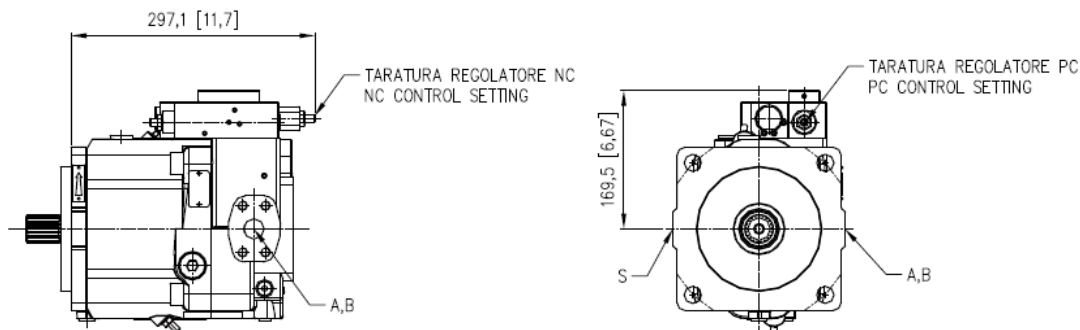 297,1 [11,7]
TARATURA REGOLATORE NC
NC CONTROL SETTING
A,B
169,5 [6,67]
TARATURA REGOLATORE PC
PC CONTROL SETTING
S
A,B